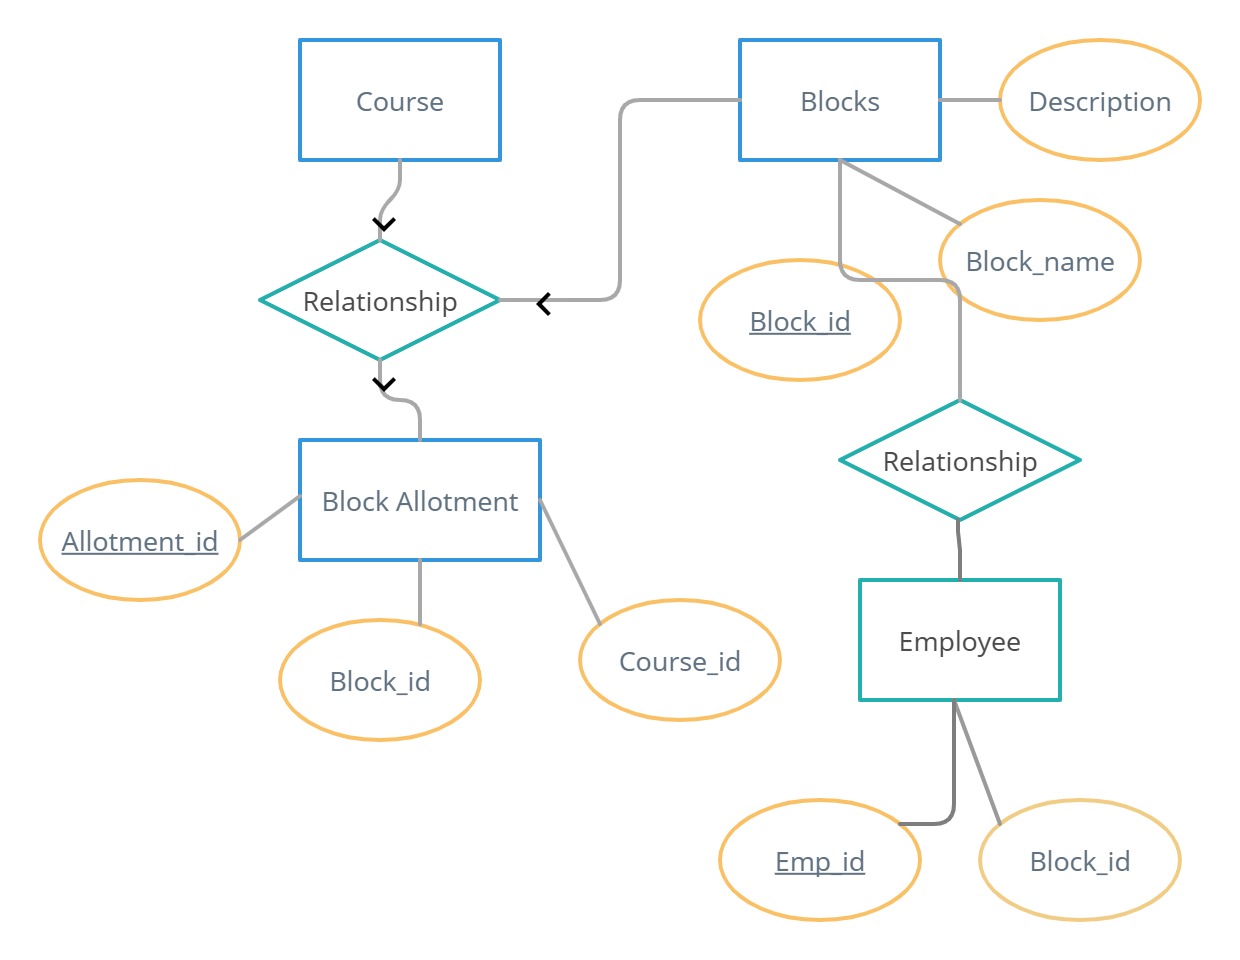 Course
Blocks
Description
Block_name
Relationship
Block_id
Relationship
Block Allotment
Allotment_id
Employee
Course_id
Block_id
Emp_id
Block_id